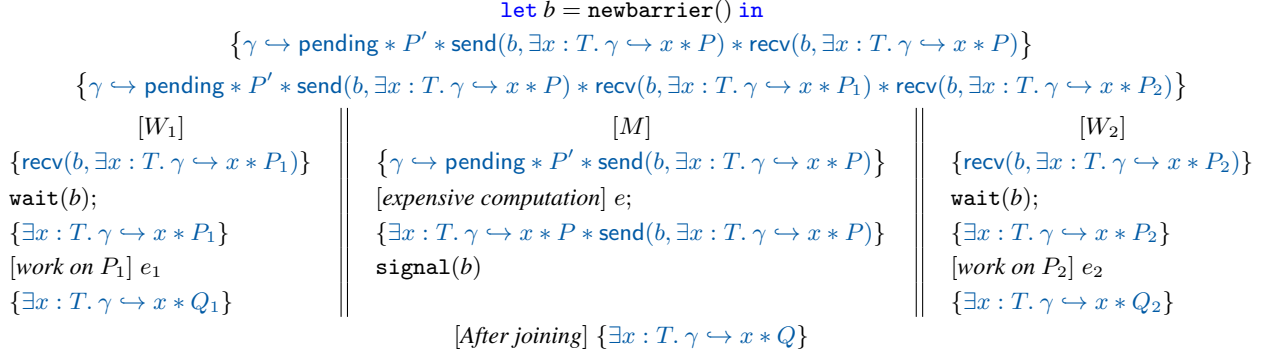 let b = newbarrier() in
{γ ↪ pending ∗ P′ ∗ send(b, ∃x : T. γ ↪ x ∗ P) ∗ recv(b, ∃x : T. γ ↪ x ∗ P)}
{γ ↪ pending ∗ P′ ∗ send(b, ∃x : T. γ ↪ x ∗ P) ∗ recv(b, ∃x : T. γ ↪ x ∗ P₁) ∗ recv(b, ∃x : T. γ ↪ x ∗ P₂)}
[W₁]
{recv(b, ∃x : T. γ ↪ x ∗ P₁)}
wait(b);
{∃x : T. γ ↪ x ∗ P₁}
[work on P₁] e₁
{∃x : T. γ ↪ x ∗ Q₁}
[M]
{γ ↪ pending ∗ P′ ∗ send(b, ∃x : T. γ ↪ x ∗ P)}
[expensive computation] e;
{∃x : T. γ ↪ x ∗ P ∗ send(b, ∃x : T. γ ↪ x ∗ P)}
signal(b)
[W₂]
{recv(b, ∃x : T. γ ↪ x ∗ P₂)}
wait(b);
{∃x : T. γ ↪ x ∗ P₂}
[work on P₂] e₂
{∃x : T. γ ↪ x ∗ Q₂}
[After joining] {∃x : T. γ ↪ x ∗ Q}